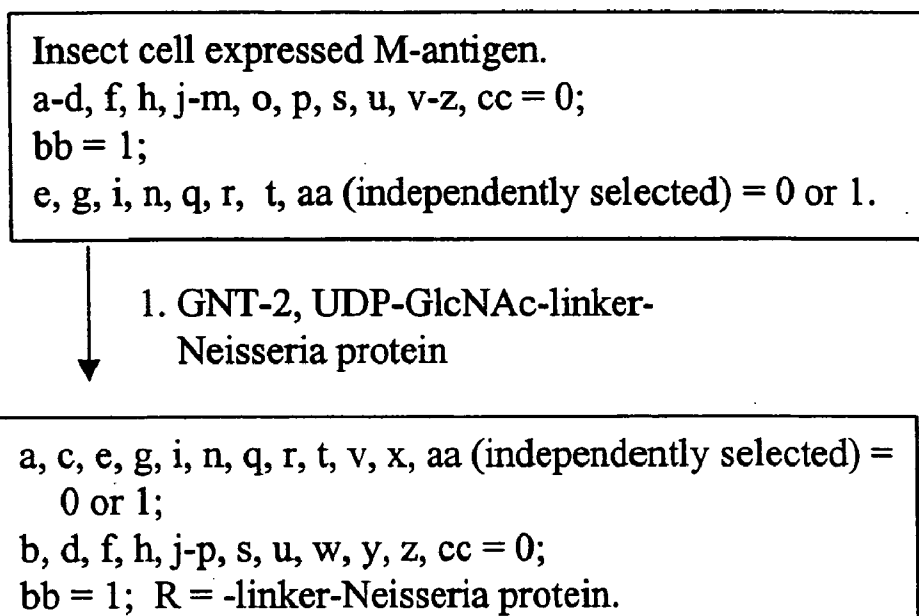 Insect cell expressed M-antigen.
a-d, f, h, j-m, o, p, s, u, v-z, cc = 0;
bb = 1;
e, g, i, n, q, r, t, aa (independently selected) = 0 or 1.
1. GNT-2, UDP-GlcNAc-linker-
Neisseria protein
a, c, e, g, i, n, q, r, t, v, x, aa (independently selected) =
0 or 1;
b, d, f, h, j-p, s, u, w, y, z, cc = 0;
bb = 1; R = -linker-Neisseria protein.